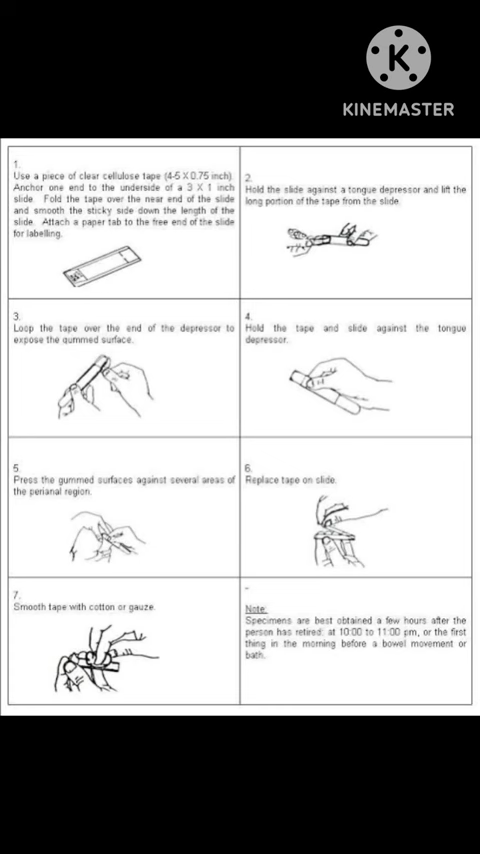 KINEMASTER
1.
Use a piece of clear cellulose tape (4-5 X 0.75 inch).
Anchor one end to the underside of a 3 X 1 inch
slide. Fold the tape over the near end of the slide
and smooth the sticky side down the length of the
slide. Attach a paper tab to the free end of the slide
for labelling.
2.
Hold the slide against a tongue depressor and lift the
long portion of the tape from the slide.
3.
Loop the tape over the end of the depressor to
expose the gummed surface.
4.
Hold the tape and slide against the tongue
depressor.
5.
Press the gummed surfaces against several areas of
the perianal region.
6.
Replace tape on slide.
7.
Smooth tape with cotton or gauze.
Note:
Specimens are best obtained a few hours after the
person has retired; at 10:00 to 11:00 pm, or the first
thing in the morning before a bowel movement or
bath.